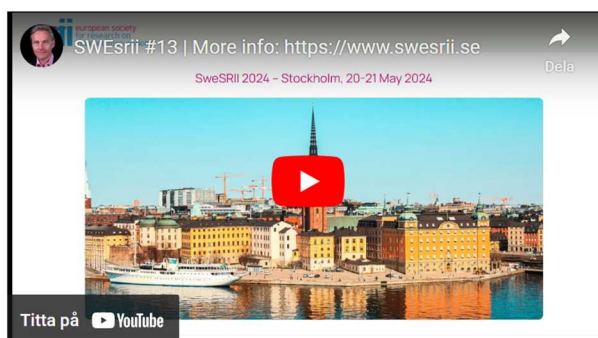 european society
for research on
SWEsrii #13 | More info: https://www.swesrii.se
Dela
SweSRII 2024 – Stockholm, 20-21 May 2024
Titta på YouTube